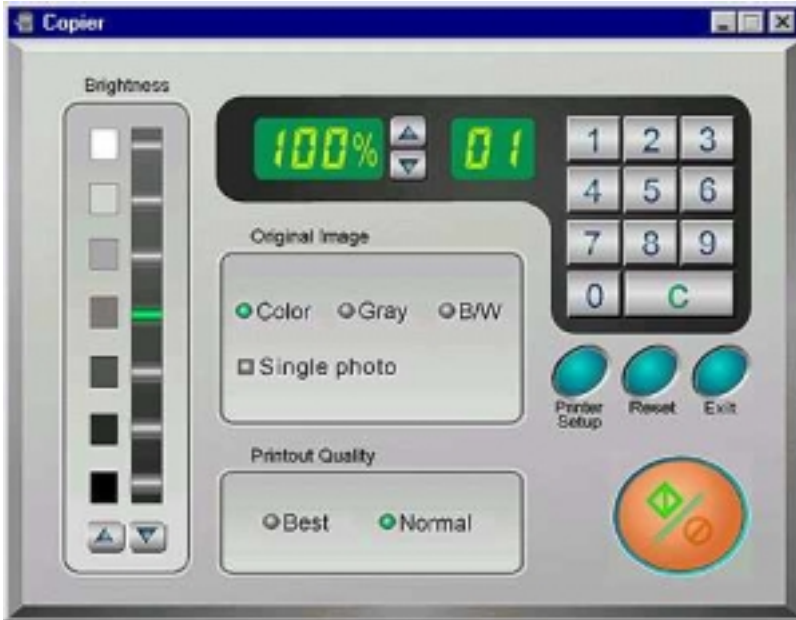 Copier
Brightness
100% 01
1 2 3
4 5 6
7 8 9
0 C
Original Image
Color Gray B/W
Single photo
Printer Setup Reset Exit
Printout Quality
Best Normal